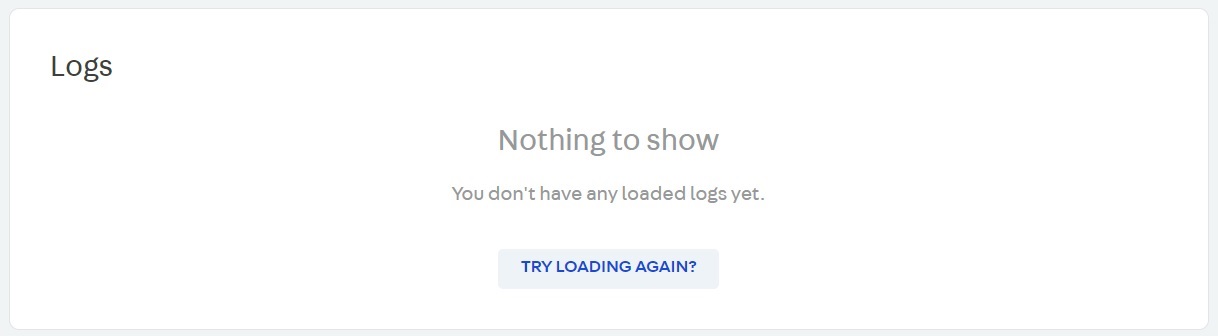 Logs
Nothing to show
You don't have any loaded logs yet.
TRY LOADING AGAIN?